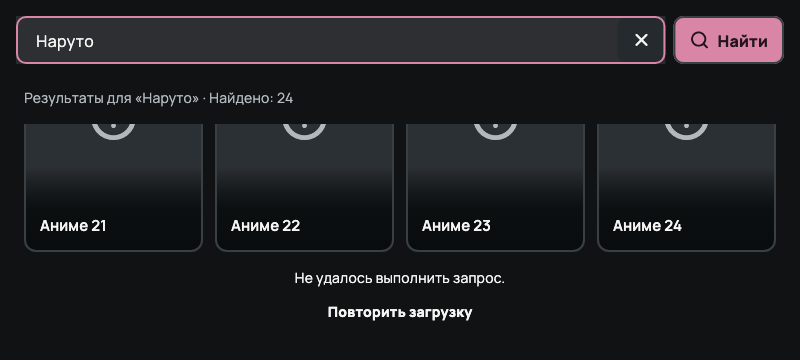 Наруто
Найти
Результаты для «Наруто» · Найдено: 24
Аниме 21
Аниме 22
Аниме 23
Аниме 24
Не удалось выполнить запрос.
Повторить загрузку